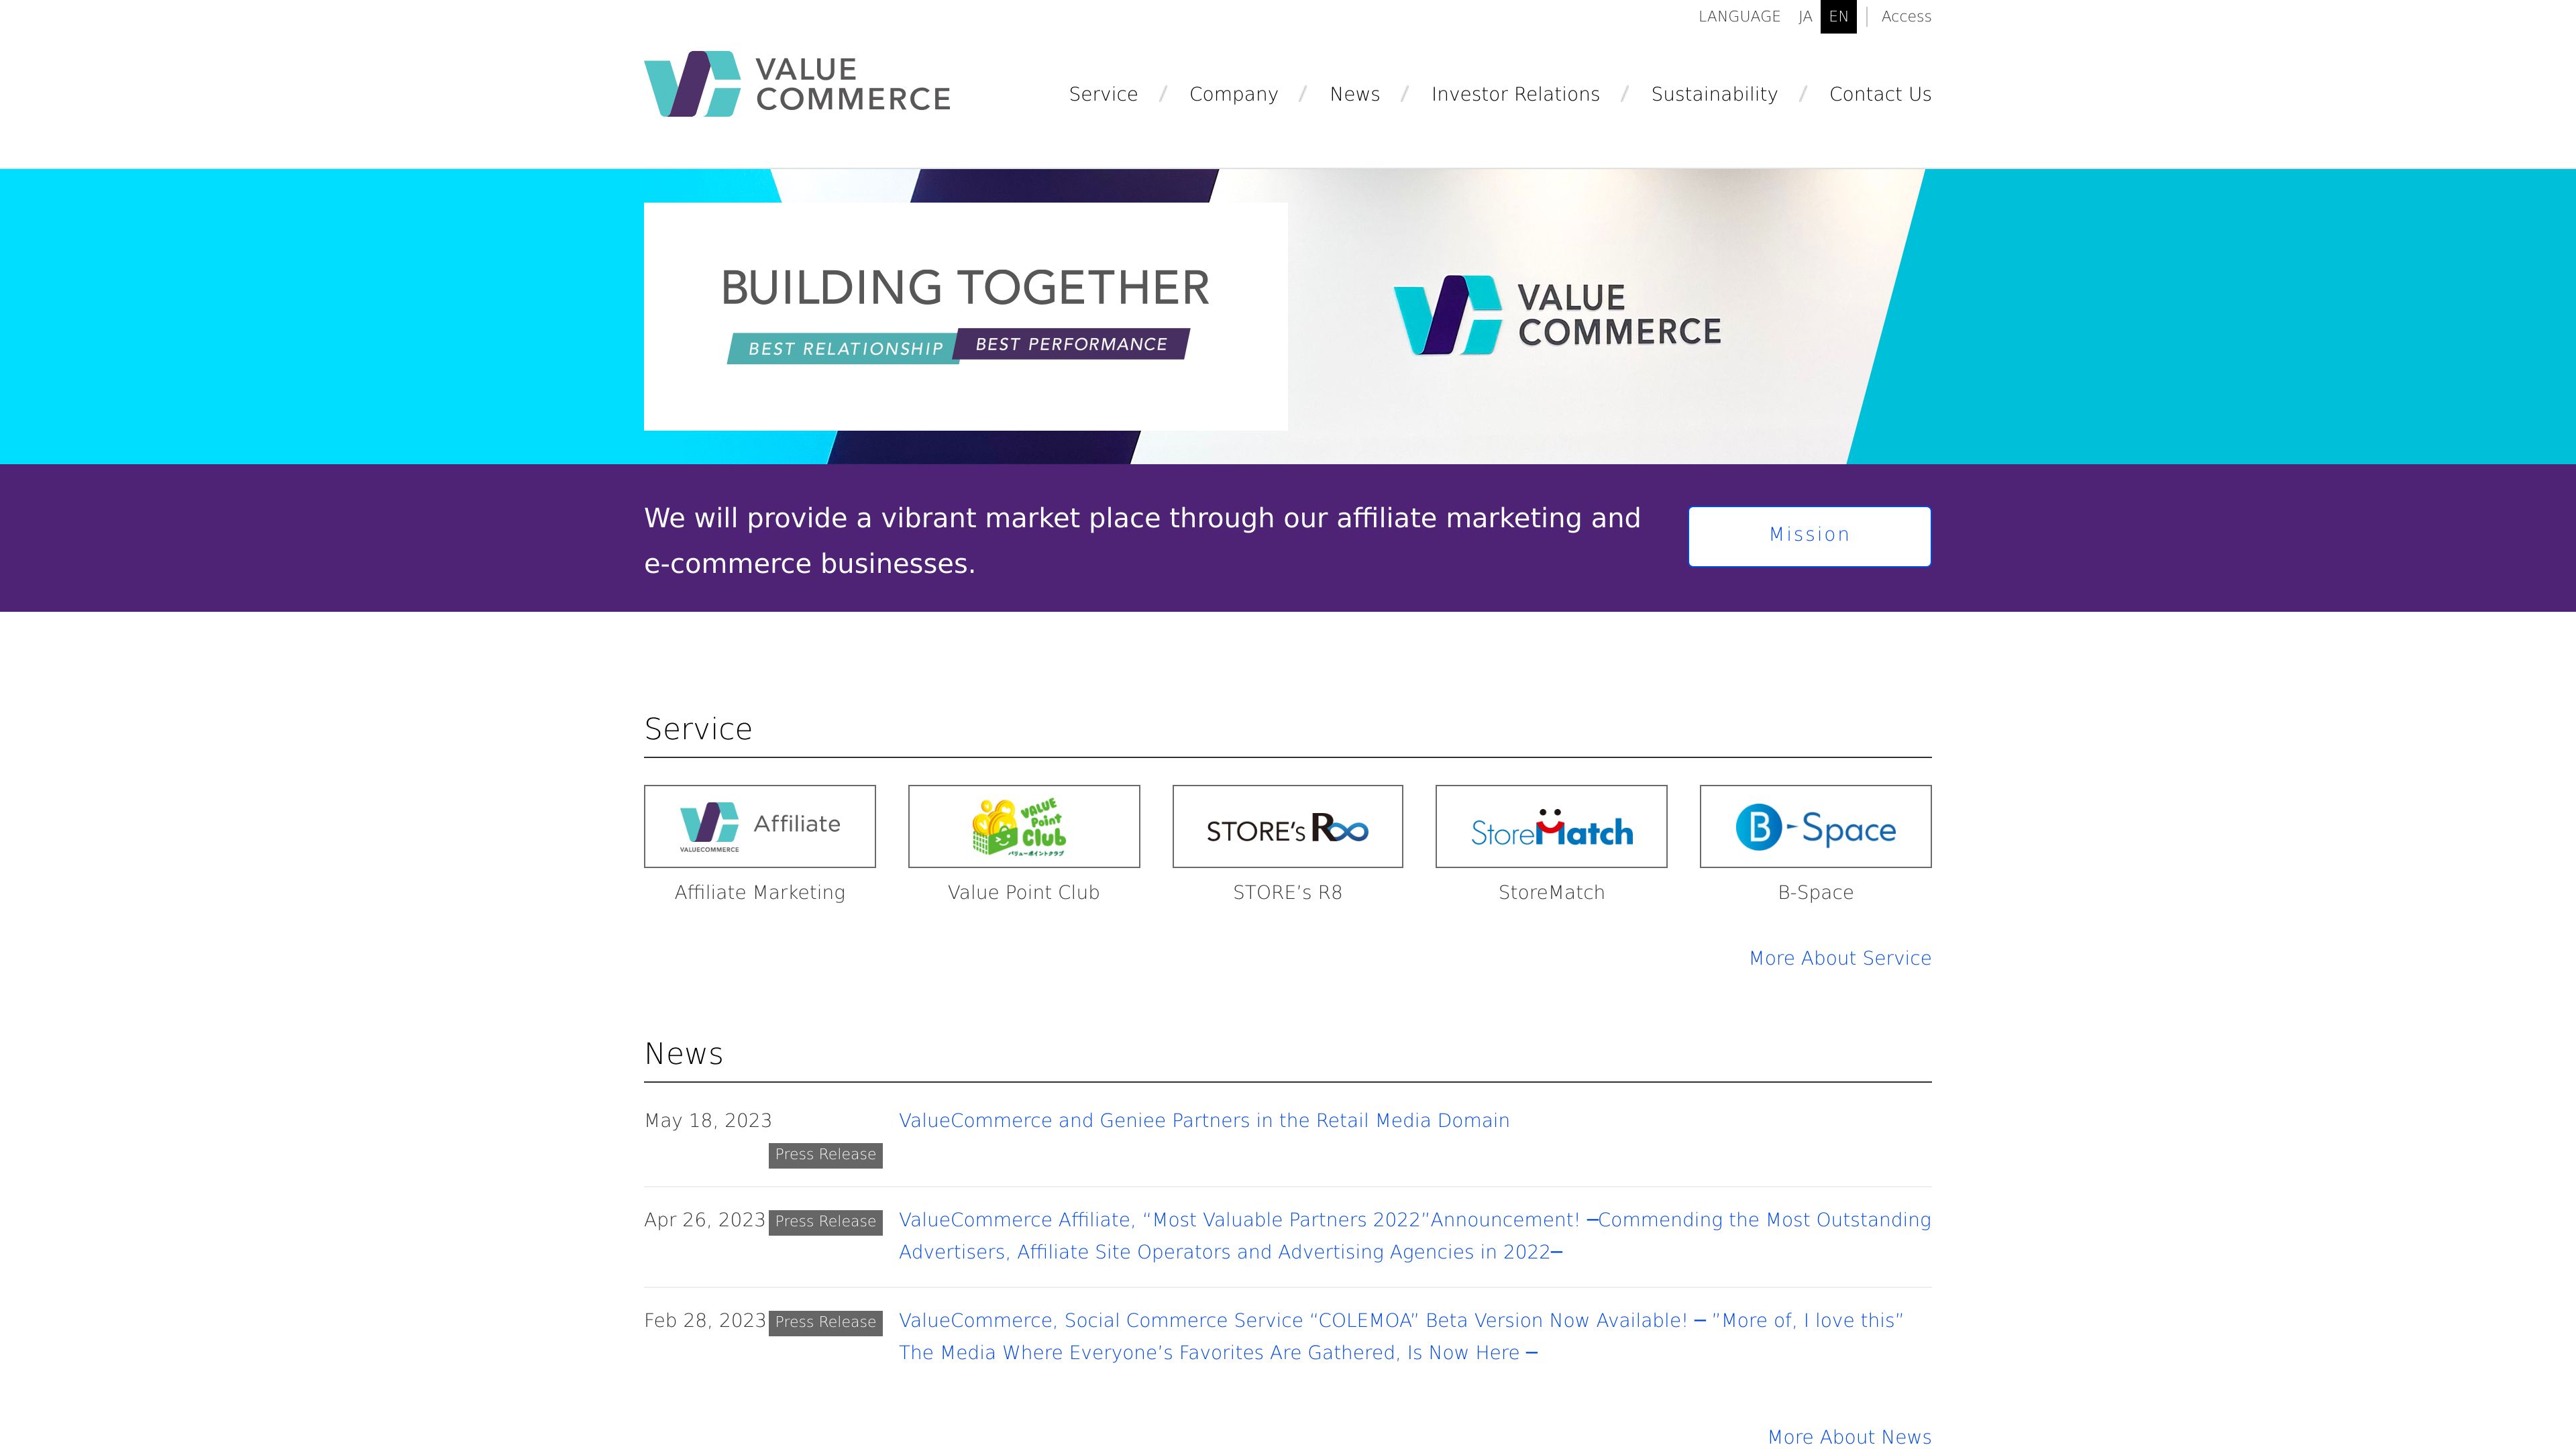 LANGUAGE JA EN Access
VALUE
COMMERCE
Service / Company / News / Investor Relations / Sustainability / Contact Us
BUILDING TOGETHER
BEST RELATIONSHIP BEST PERFORMANCE
VALUE
COMMERCE
We will provide a vibrant market place through our affiliate marketing and
e-commerce businesses.
Mission
Service
Affiliate
VALUECOMMERCE
VALUE
Point
Club
バリューポイントクラブ
STORE's R∞
StoreMatch
B-Space
Affiliate Marketing
Value Point Club
STORE’s R8
StoreMatch
B-Space
More About Service
News
May 18, 2023
Press Release
ValueCommerce and Geniee Partners in the Retail Media Domain
Apr 26, 2023 Press Release
ValueCommerce Affiliate, “Most Valuable Partners 2022”Announcement! ━Commending the Most Outstanding
Advertisers, Affiliate Site Operators and Advertising Agencies in 2022━
Feb 28, 2023 Press Release
ValueCommerce, Social Commerce Service “COLEMOA” Beta Version Now Available! ━ ”More of, I love this”
The Media Where Everyone’s Favorites Are Gathered, Is Now Here ━
More About News